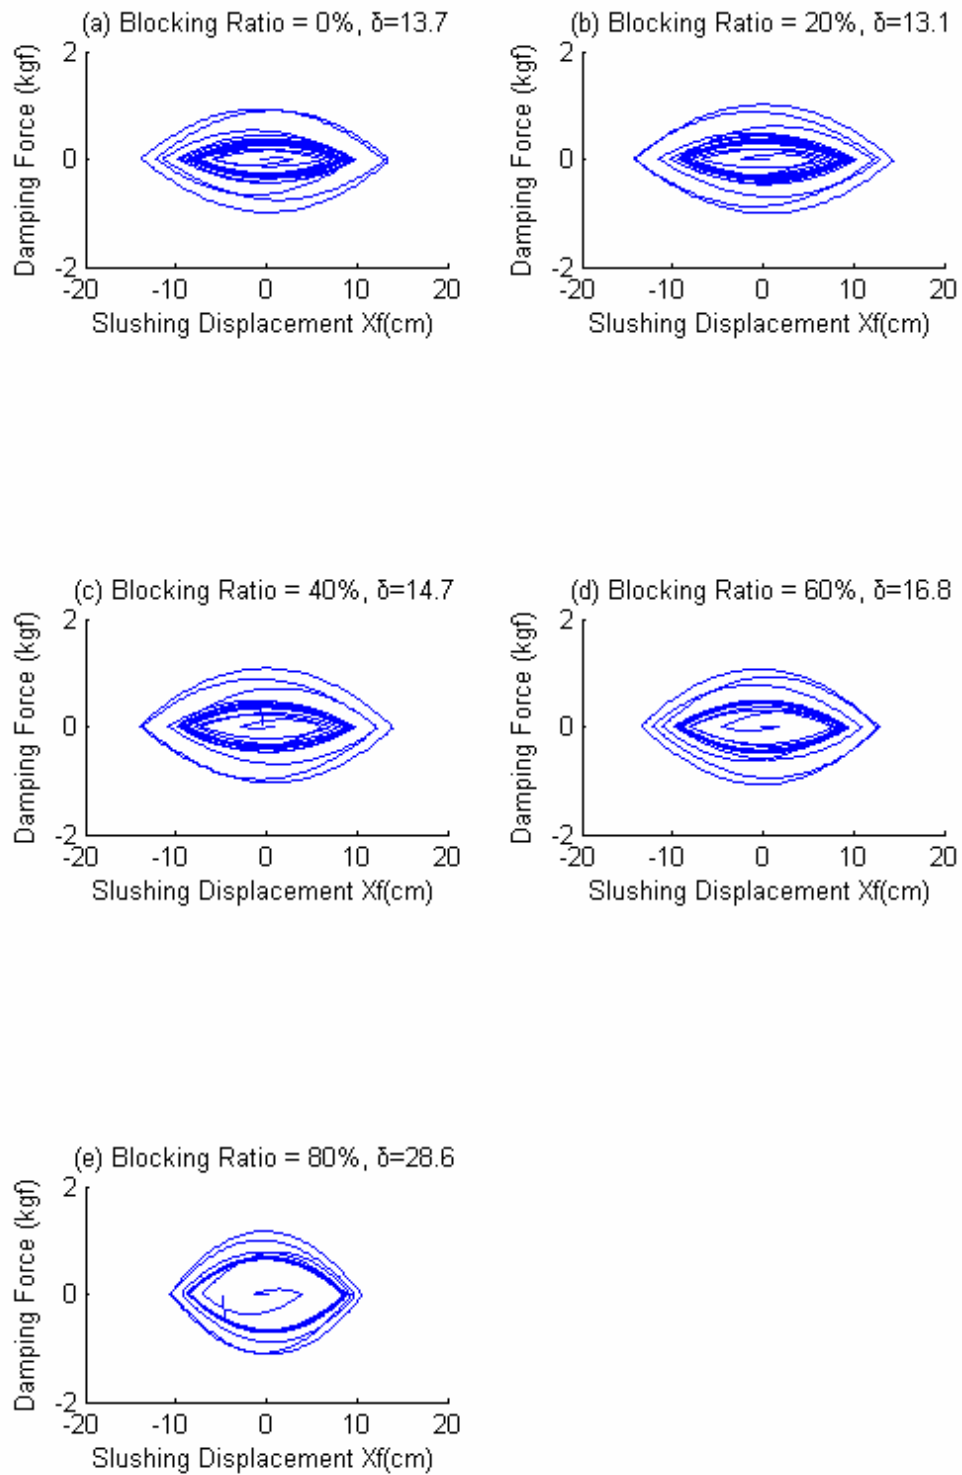 (a) Blocking Ratio = 0%, δ=13.7
2
0
-2
Damping Force (kgf)
-20 -10 0 10 20
Slushing Displacement Xf(cm)
(b) Blocking Ratio = 20%, δ=13.1
2
0
-2
Damping Force (kgf)
-20 -10 0 10 20
Slushing Displacement Xf(cm)
(c) Blocking Ratio = 40%, δ=14.7
2
0
-2
Damping Force (kgf)
-20 -10 0 10 20
Slushing Displacement Xf(cm)
(d) Blocking Ratio = 60%, δ=16.8
2
0
-2
Damping Force (kgf)
-20 -10 0 10 20
Slushing Displacement Xf(cm)
(e) Blocking Ratio = 80%, δ=28.6
2
0
-2
Damping Force (kgf)
-20 -10 0 10 20
Slushing Displacement Xf(cm)